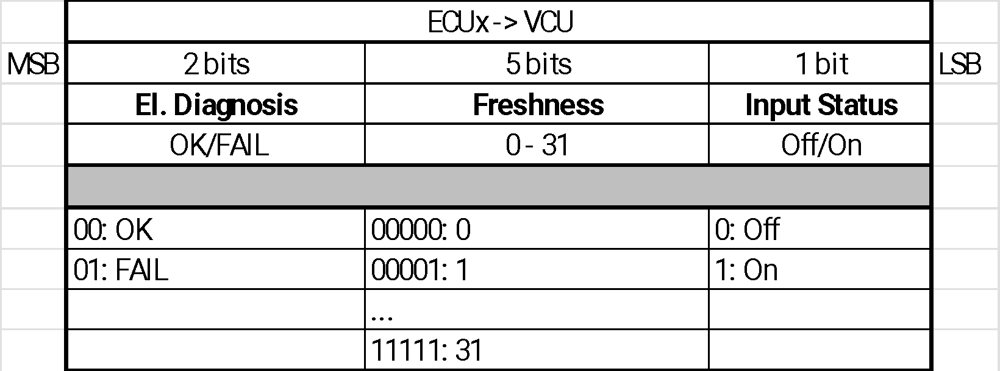 ECUx -> VCU
MSB 2 bits 5 bits 1 bit LSB
El. Diagnosis Freshness Input Status
OK/FAIL 0 - 31 Off/On
00: OK 00000: 0 0: Off
01: FAIL 00001: 1 1: On
...
11111: 31